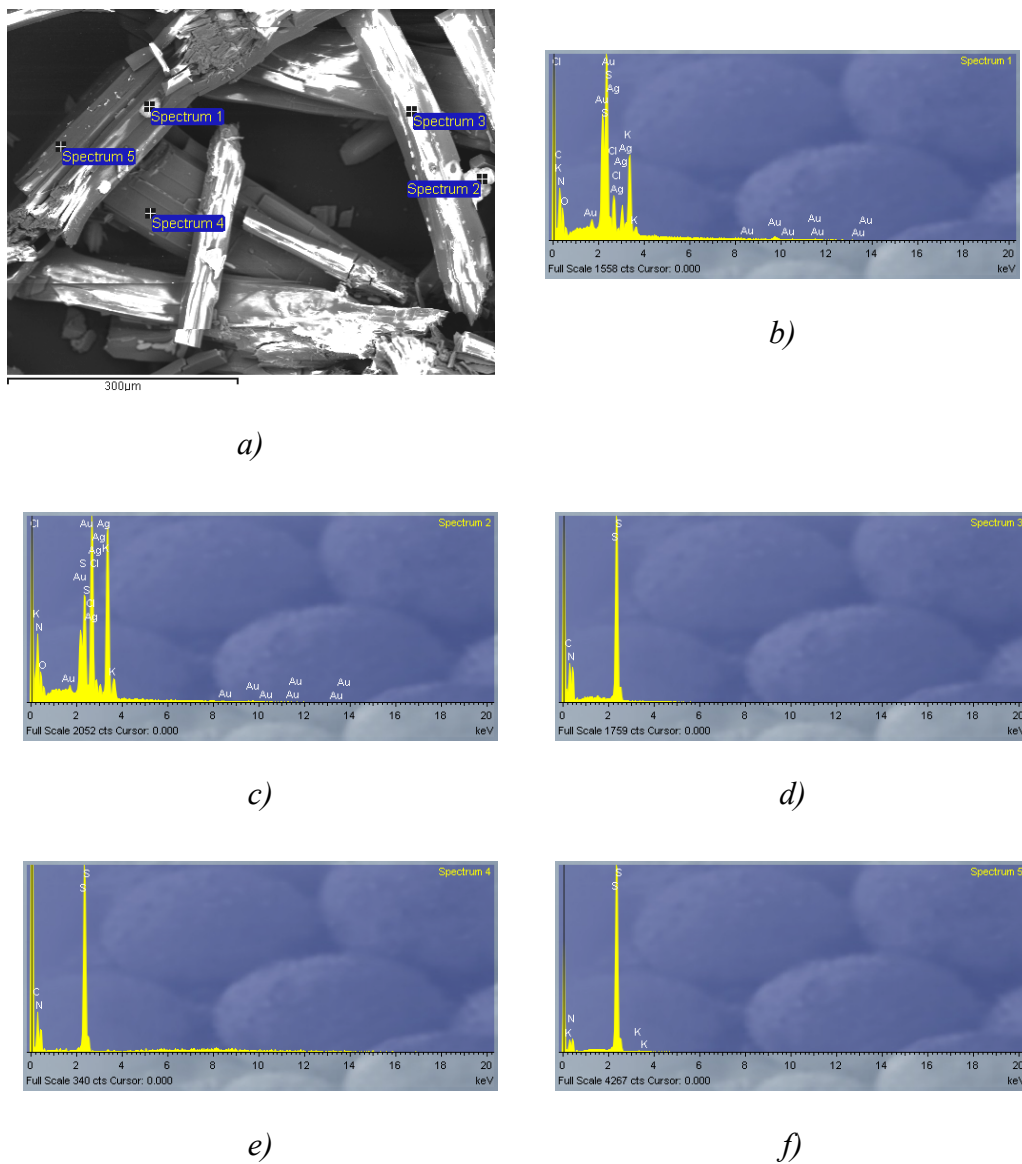 Spectrum 1
Spectrum 3
Spectrum 5
Spectrum 2
Spectrum 4
300µm
a)
Spectrum 1
Cl
Au
S
Ag
Au
S
K
Cl
Ag
Ag
C
Cl
K
Ag
N
O
Au
K
Au
Au
Au
Au
Au
Au
Au
0 2 4 6 8 10 12 14 16 18 20
Full Scale 1558 cts Cursor: 0.000 keV
b)
Spectrum 2
Cl
Au
Ag
Ag
Ag
K
S
Cl
Au
S
Cl
K
Ag
N
O
K
Au
Au
Au
Au
Au
Au
Au
Au
0 2 4 6 8 10 12 14 16 18 20
Full Scale 2052 cts Cursor: 0.000 keV
c)
Spectrum 3
S
S
C
N
0 2 4 6 8 10 12 14 16 18 20
Full Scale 1759 cts Cursor: 0.000 keV
d)
Spectrum 4
S
S
C
N
0 2 4 6 8 10 12 14 16 18 20
Full Scale 340 cts Cursor: 0.000 keV
e)
Spectrum 5
S
S
N
K
K
K
0 2 4 6 8 10 12 14 16 18 20
Full Scale 4267 cts Cursor: 0.000 keV
f)